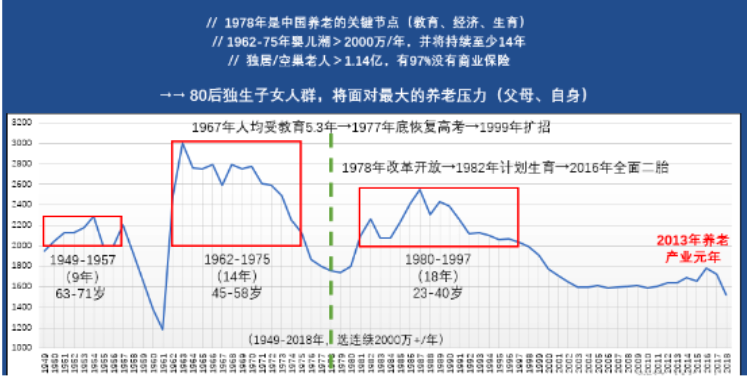 // 1978年是中国养老的关键节点（教育、经济、生育）
// 1962-75年婴儿潮＞2000万/年，并将持续至少14年
// 独居/空巢老人＞1.14亿，有97%没有商业保险
→→ 80后独生子女人群，将面对最大的养老压力（父母、自身）
1967年人均受教育5.3年→1977年底恢复高考→1999年扩招
1978年改革开放→1982年计划生育→2016年全面二胎
3200
3000
2800
2600
2400
2200
2000
1800
1600
1400
1200
1000
2013年养老
产业元年
1949-1957
（9年）
63-71岁
1962-1975
（14年）
45-58岁
1980-1997
（18年）
23-40岁
（1949-2018年，选连续2000万+/年）
1949 1950 1951 1952 1953 1954 1955 1956 1957 1958 1959 1960 1961 1962 1963 1964 1965 1966 1967 1968 1969 1970 1971 1972 1973 1974 1975 1976 1977 1978 1979 1980 1981 1982 1983 1984 1985 1986 1987 1988 1989 1990 1991 1992 1993 1994 1995 1996 1997 1998 1999 2000 2001 2002 2003 2004 2005 2006 2007 2008 2009 2010 2011 2012 2013 2014 2015 2016 2017 2018